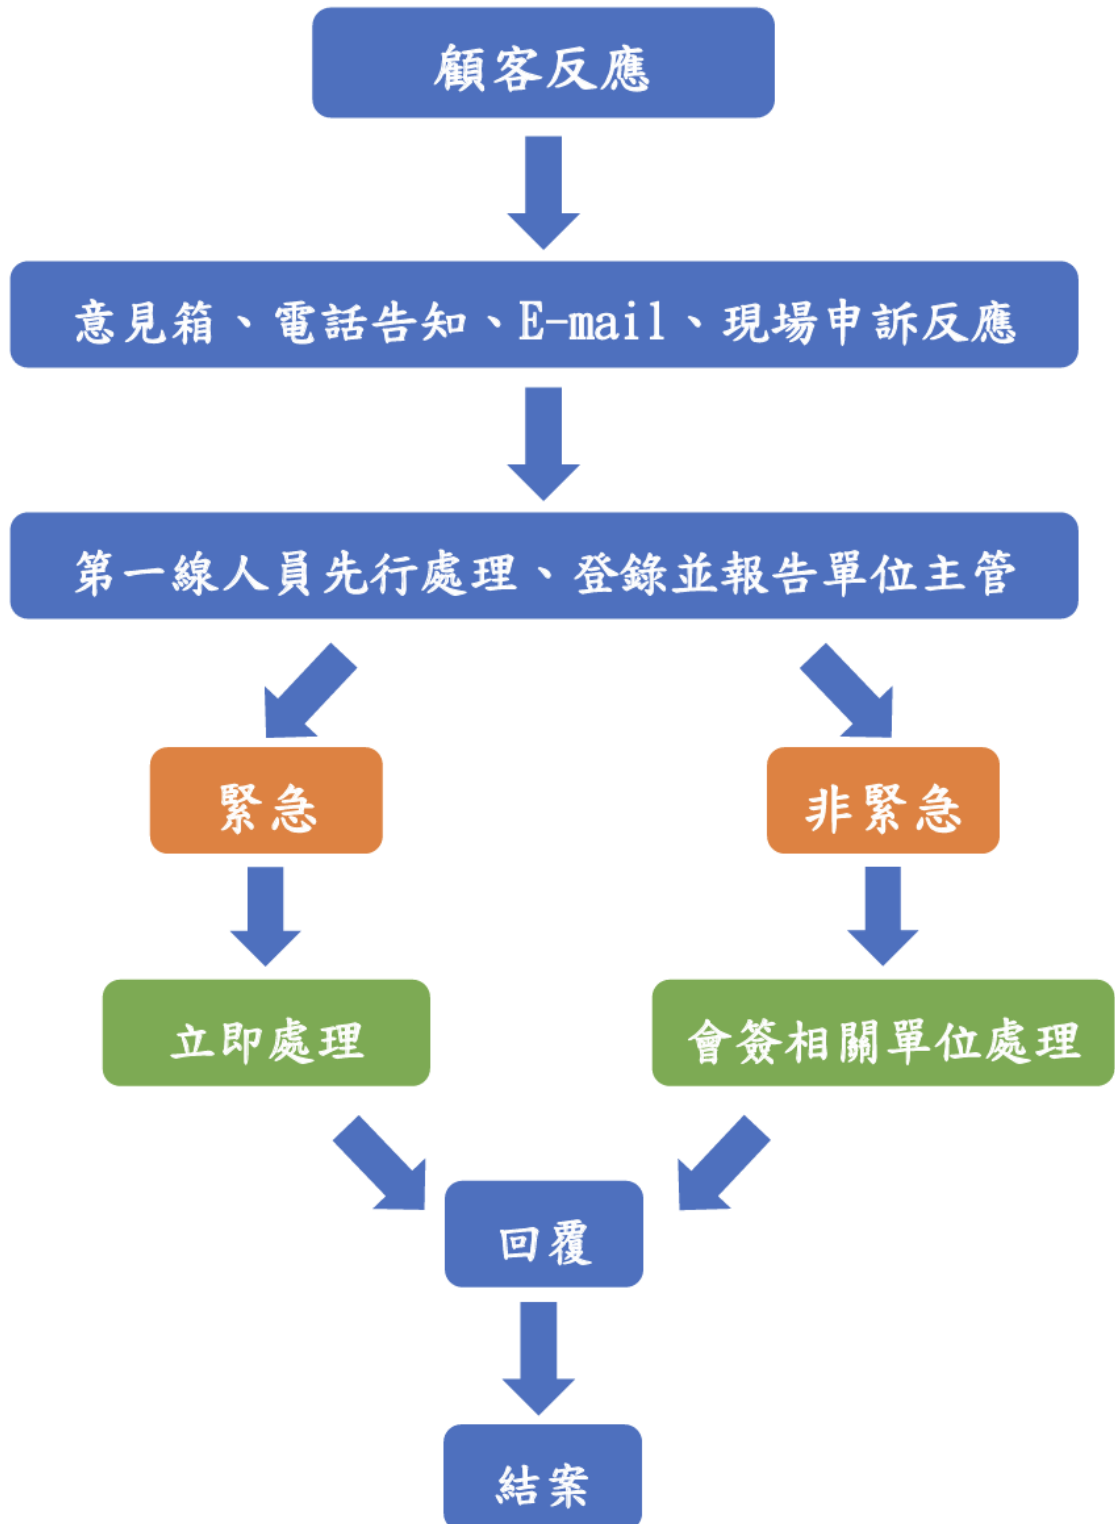 顧客反應
意見箱、電話告知、E-mail、現場申訴反應
第一線人員先行處理、登錄並報告單位主管
緊急
非緊急
立即處理
會簽相關單位處理
回覆
結案